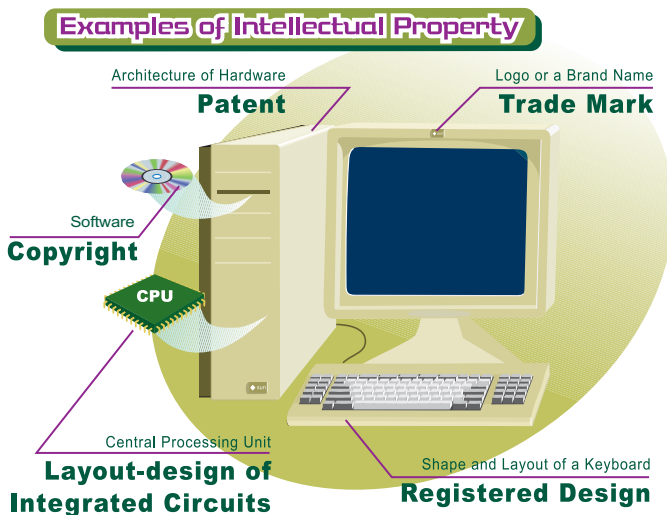 Examples of Intellectual Property
Architecture of Hardware
Patent
Logo or a Brand Name
Trade Mark
Software
Copyright
CPU
sun
Central Processing Unit
Layout-design of
Integrated Circuits
Shape and Layout of a Keyboard
Registered Design